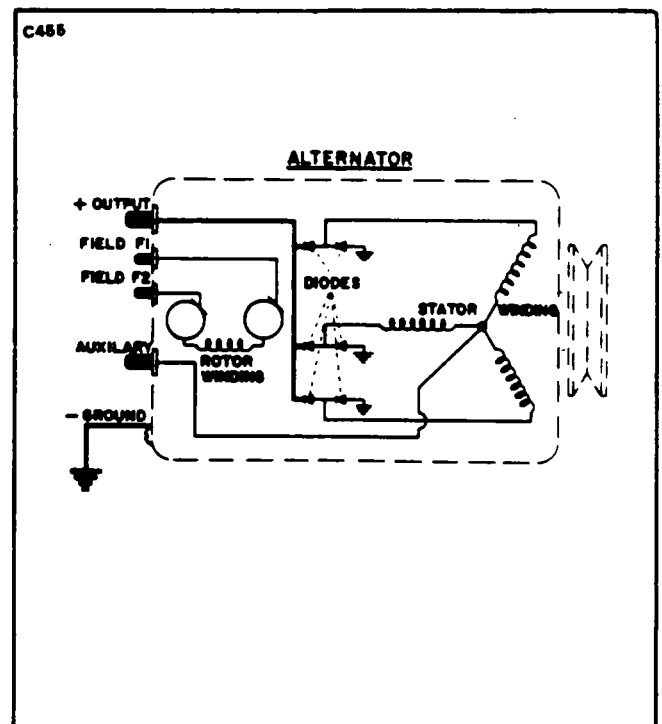 C455
ALTERNATOR
+ OUTPUT
FIELD F1
FIELD F2
DIODES
STATOR WINDING
AUXILARY
ROTOR
WINDING
- GROUND